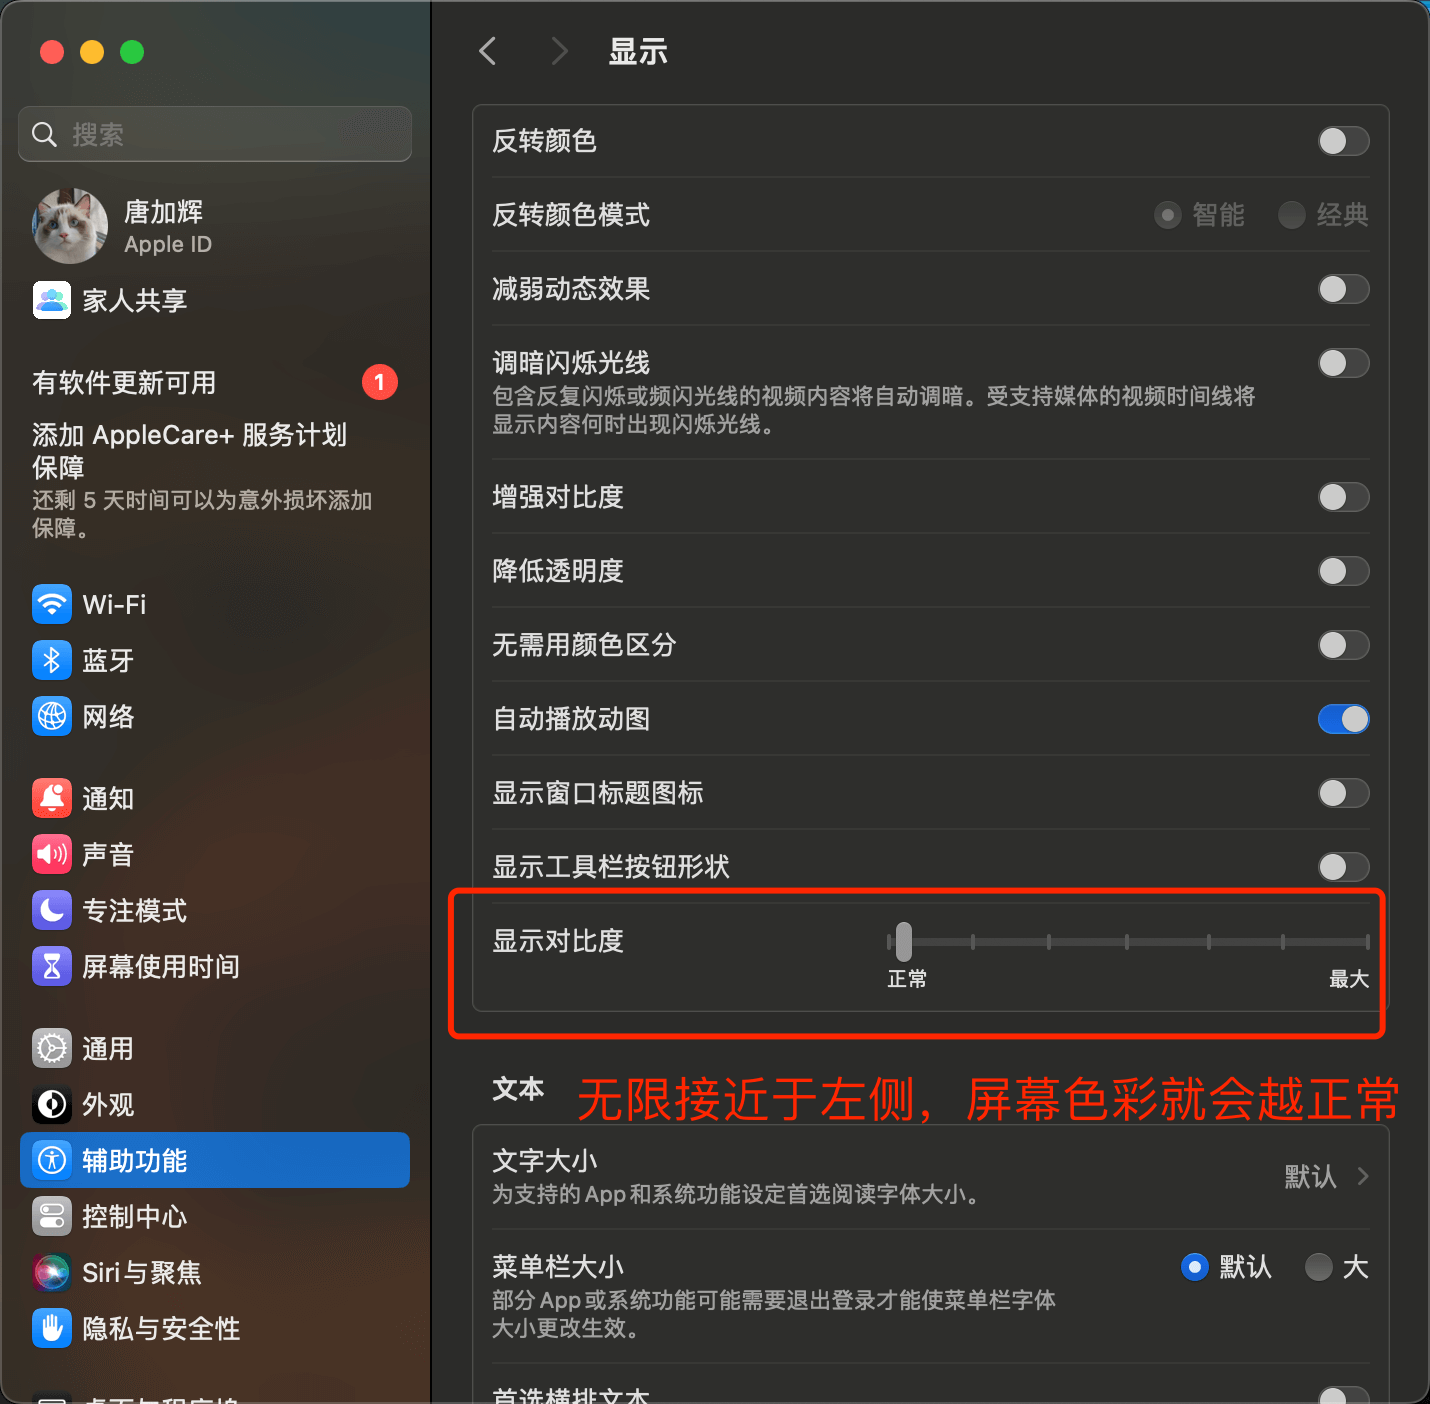 搜索
唐加辉
Apple ID
家人共享
有软件更新可用
1
添加 AppleCare+ 服务计划
保障
还剩 5 天时间可以为意外损坏添加
保障。
Wi-Fi
蓝牙
网络
通知
声音
专注模式
屏幕使用时间
通用
外观
辅助功能
控制中心
Siri与聚焦
隐私与安全性
显示
反转颜色
反转颜色模式
智能
经典
减弱动态效果
调暗闪烁光线
包含反复闪烁或频闪光线的视频内容将自动调暗。受支持媒体的视频时间线将
显示内容何时出现闪烁光线。
增强对比度
降低透明度
无需用颜色区分
自动播放动图
显示窗口标题图标
显示工具栏按钮形状
显示对比度
正常
最大
文本
无限接近于左侧，屏幕色彩就会越正常
文字大小
默认
为支持的App和系统功能设定首选阅读字体大小。
菜单栏大小
默认
大
部分App或系统功能可能需要退出登录才能使菜单栏字体
大小更改生效。
首选横排文本